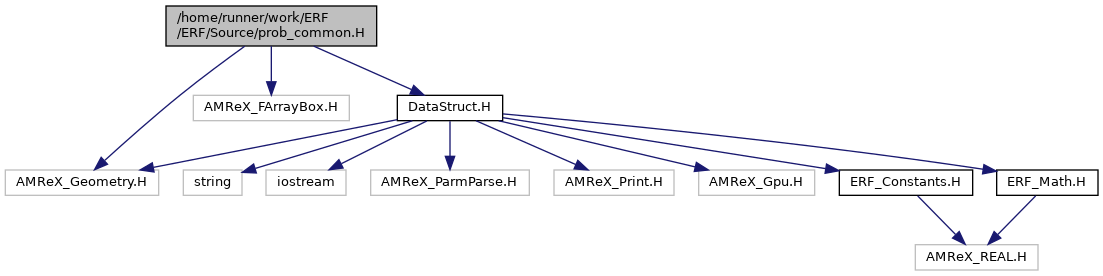 /home/runner/work/ERF
/ERF/Source/prob_common.H
AMReX_FArrayBox.H
DataStruct.H
AMReX_Geometry.H
string
iostream
AMReX_ParmParse.H
AMReX_Print.H
AMReX_Gpu.H
ERF_Constants.H
ERF_Math.H
AMReX_REAL.H